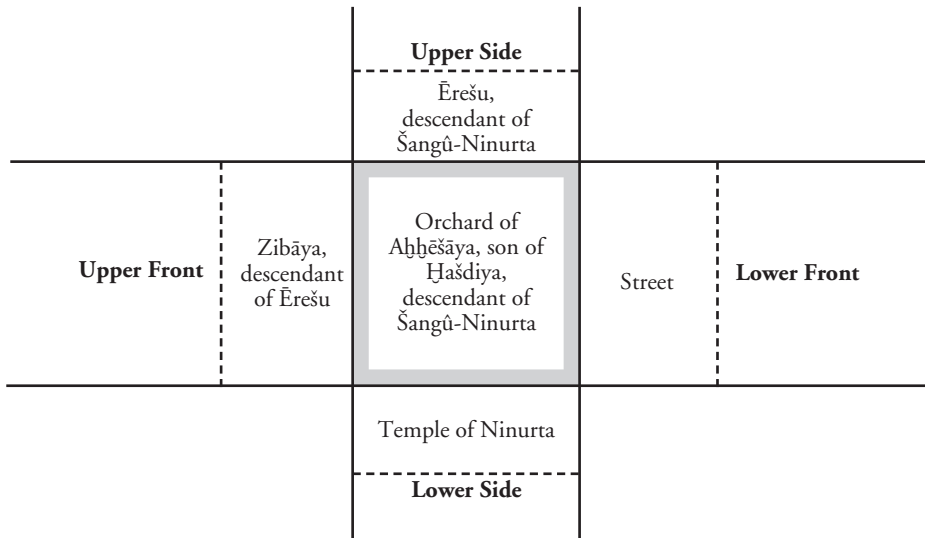 Upper Side
Ērešu,
descendant of
Šangû-Ninurta
Upper Front
Zibāya,
descendant
of Ērešu
Orchard of
Aḫḫēšāya, son of
Ḫašdiya,
descendant of
Šangû-Ninurta
Street
Lower Front
Temple of Ninurta
Lower Side